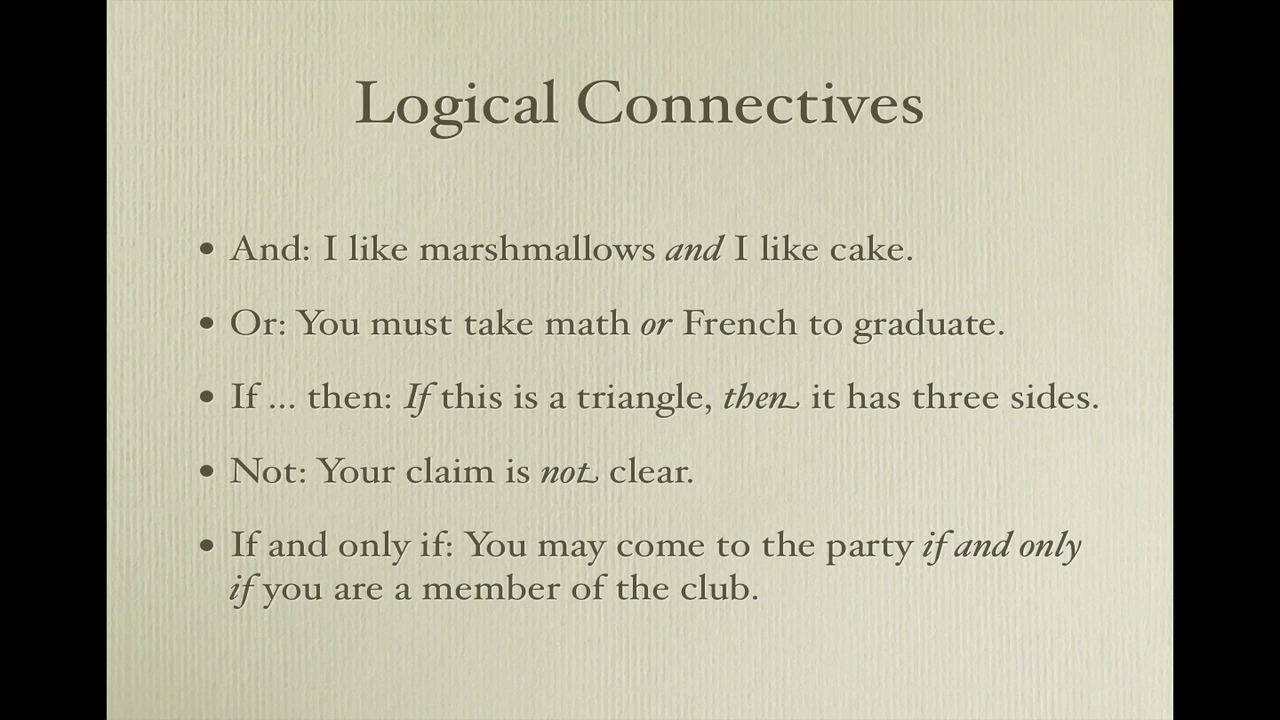 Logical Connectives
• And: I like marshmallows and I like cake.
• Or: You must take math or French to graduate.
• If ... then: If this is a triangle, then it has three sides.
• Not: Your claim is not clear.
• If and only if: You may come to the party if and only
if you are a member of the club.